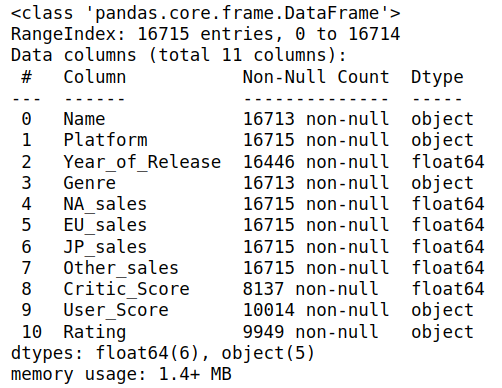 <class 'pandas.core.frame.DataFrame'>
RangeIndex: 16715 entries, 0 to 16714
Data columns (total 11 columns):
 #   Column           Non-Null Count  Dtype
---  ------           --------------  -----
 0   Name             16713 non-null  object
 1   Platform         16715 non-null  object
 2   Year_of_Release  16446 non-null  float64
 3   Genre            16713 non-null  object
 4   NA_sales         16715 non-null  float64
 5   EU_sales         16715 non-null  float64
 6   JP_sales         16715 non-null  float64
 7   Other_sales      16715 non-null  float64
 8   Critic_Score     8137 non-null   float64
 9   User_Score       10014 non-null  object
 10  Rating           9949 non-null   object
dtypes: float64(6), object(5)
memory usage: 1.4+ MB